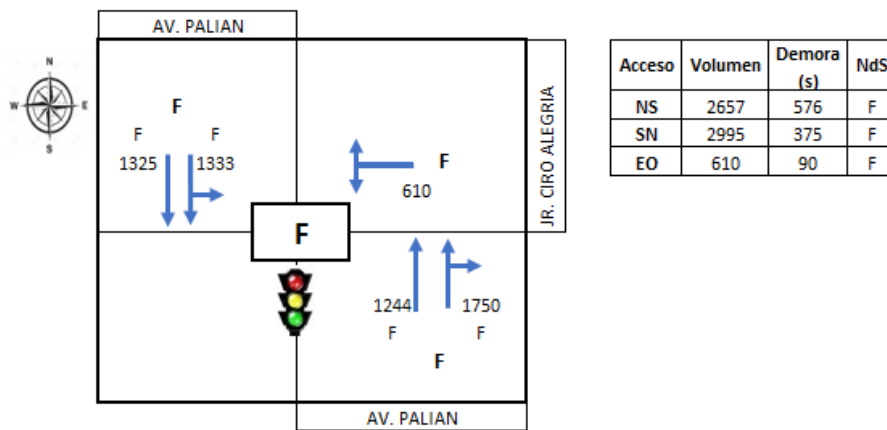 AV. PALIAN
N
W E
S
F
F F
1325 1333
F
610
JR. CIRO ALEGRIA
F
1244 1750
F F
F
AV. PALIAN
Acceso Volumen Demora (s) NdS
NS 2657 576 F
SN 2995 375 F
EO 610 90 F